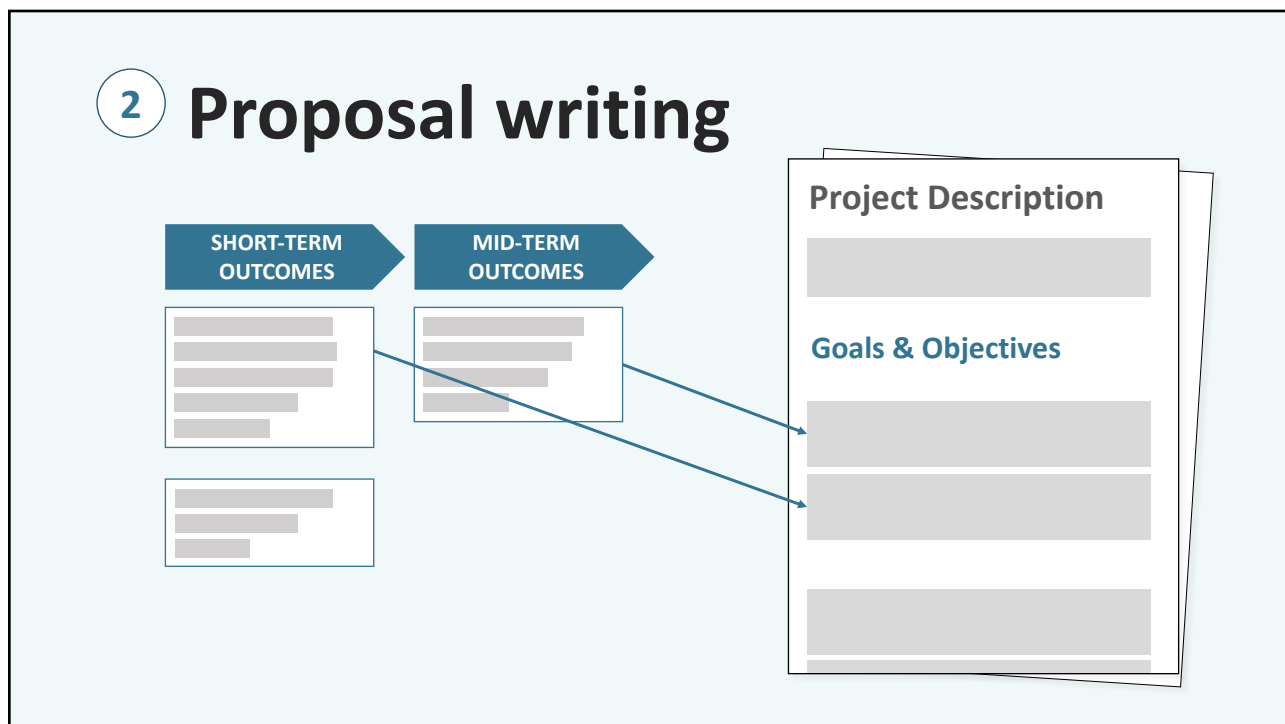 2
Proposal writing
SHORT-TERM
OUTCOMES
MID-TERM
OUTCOMES
Project Description
Goals & Objectives